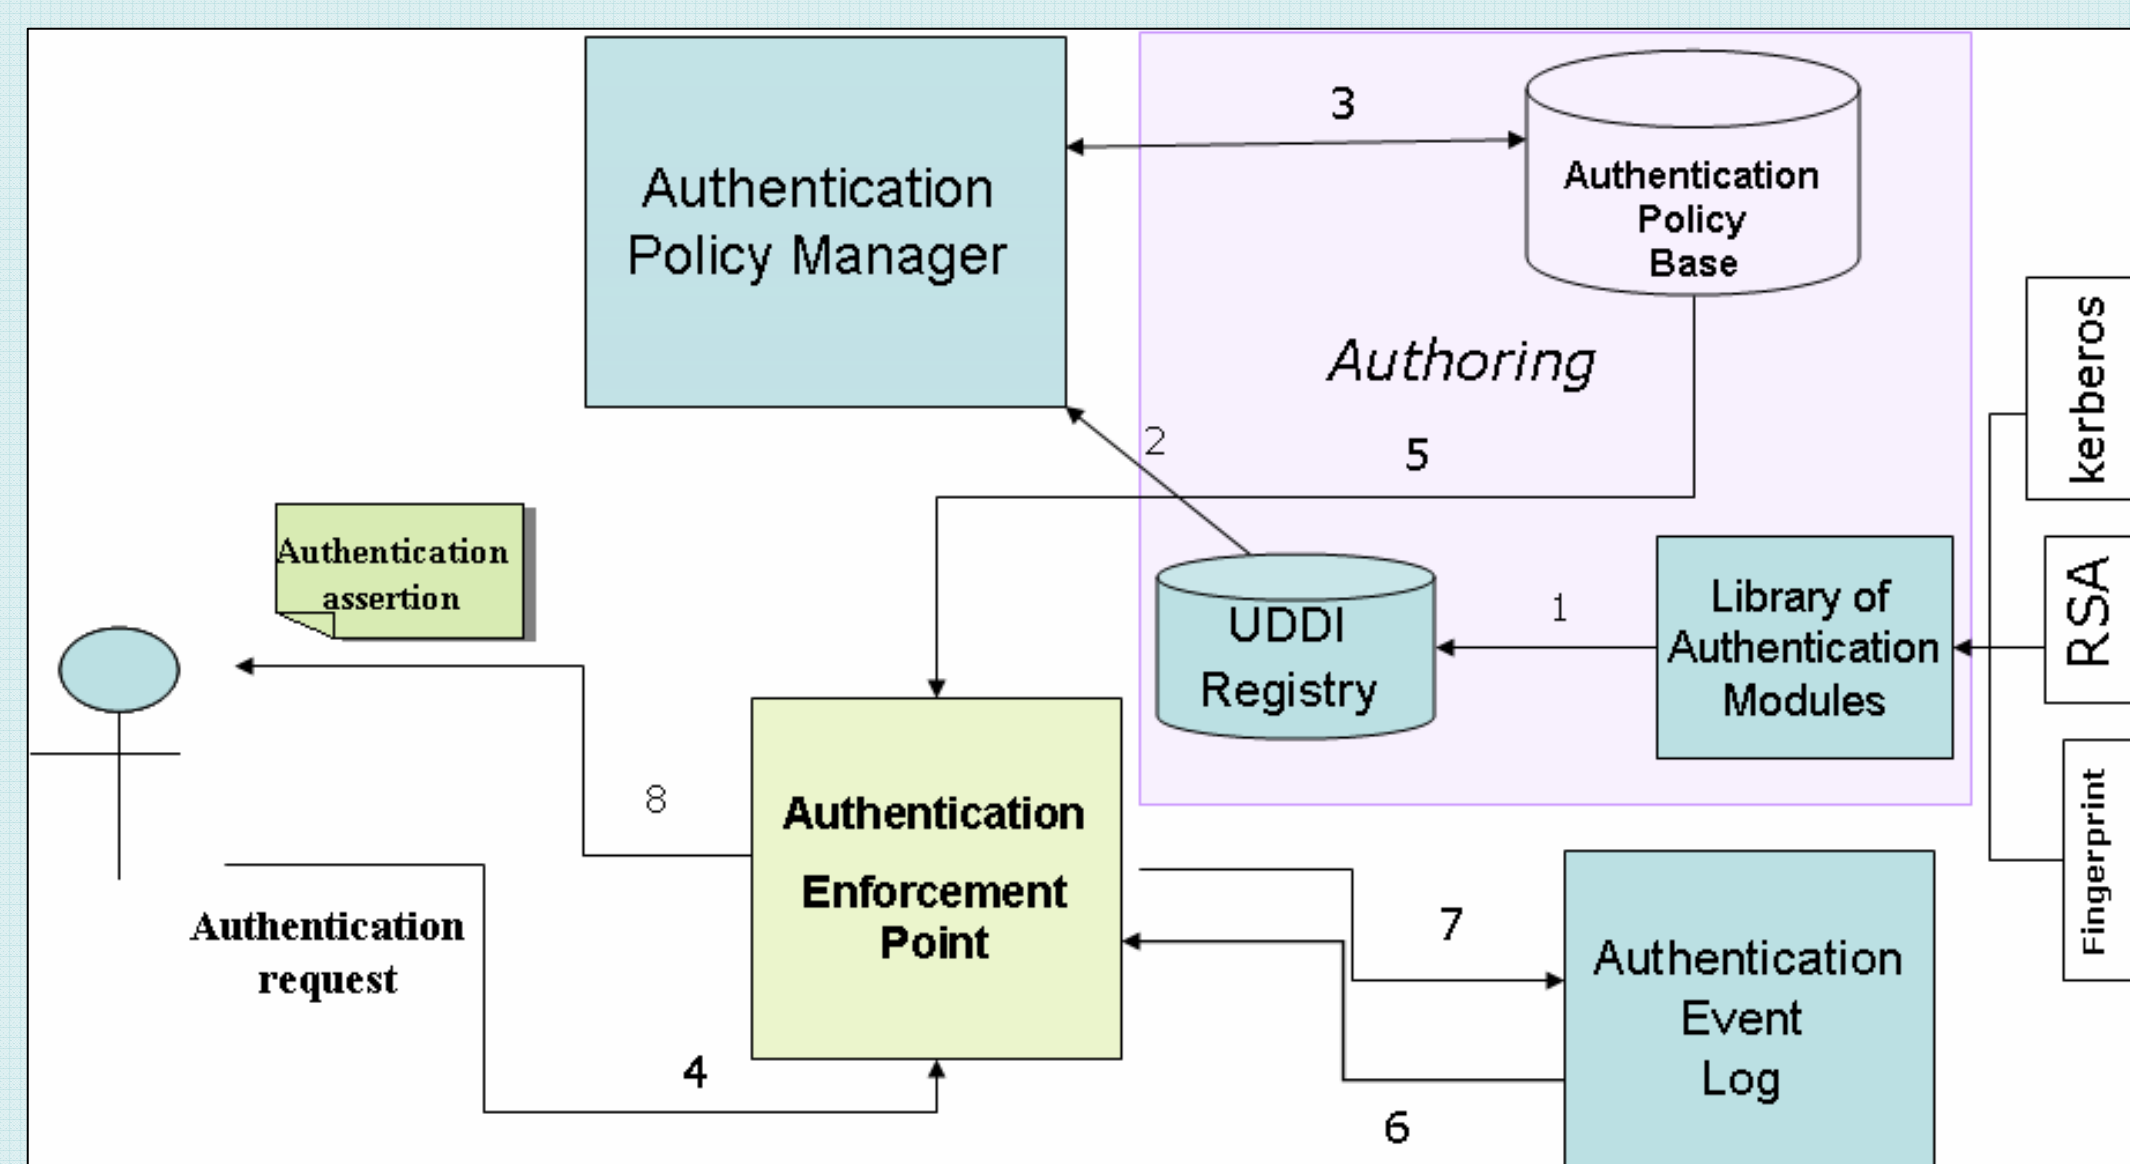 Authentication
Policy Manager
3
Authentication
Policy
Base
Authoring
kerberos
2
5
Authentication
assertion
UDDI
Registry
1
Library of
Authentication
Modules
RSA
8
Authentication
Enforcement
Point
Fingerprint
Authentication
request
7
Authentication
Event
Log
4
6